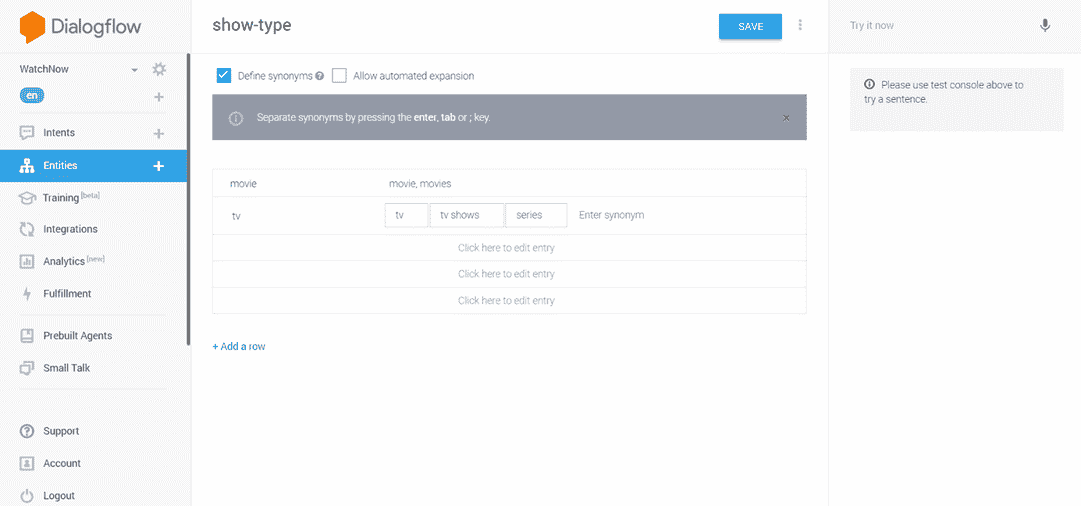 Dialogflow
show-type
SAVE
Try it now
WatchNow
en
Define synonyms
Allow automated expansion
Please use test console above to
try a sentence.
Separate synonyms by pressing the enter, tab or ; key.
Intents
Entities
Training [beta]
Integrations
Analytics [new]
Fulfillment
Prebuilt Agents
Small Talk
Support
Account
Logout
movie movie, movies
tv tv tv shows series Enter synonym
Click here to edit entry
Click here to edit entry
Click here to edit entry
+ Add a row